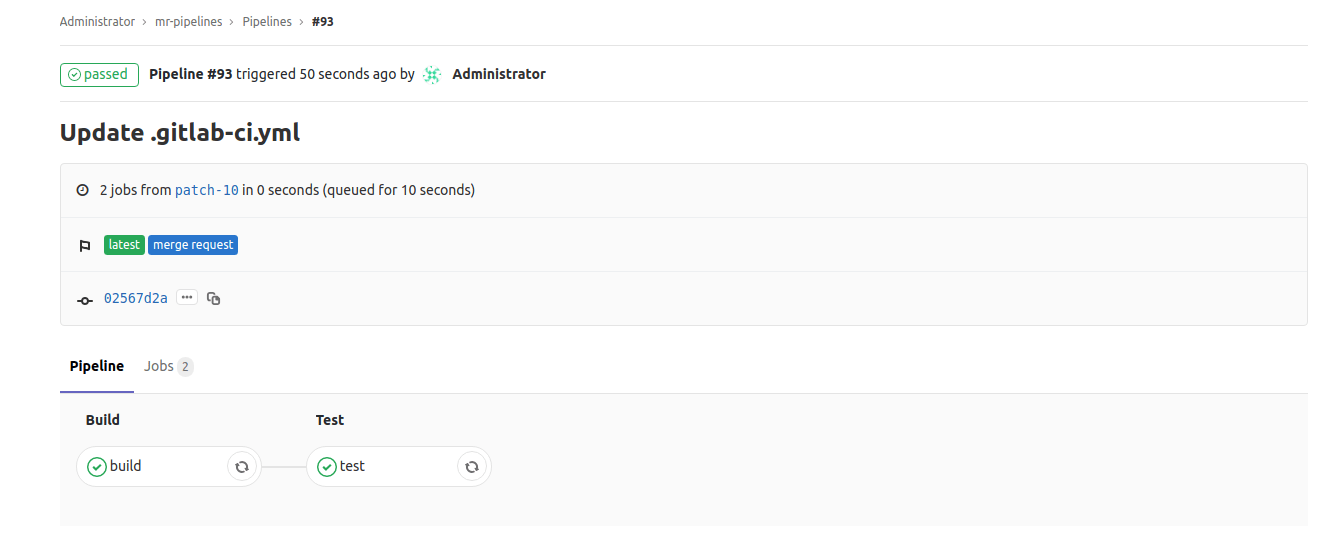 Administrator › mr-pipelines › Pipelines › #93
passed Pipeline #93 triggered 50 seconds ago by Administrator
Update .gitlab-ci.yml
2 jobs from patch-10 in 0 seconds (queued for 10 seconds)
latest merge request
02567d2a ···
Pipeline Jobs 2
Build Test
build test